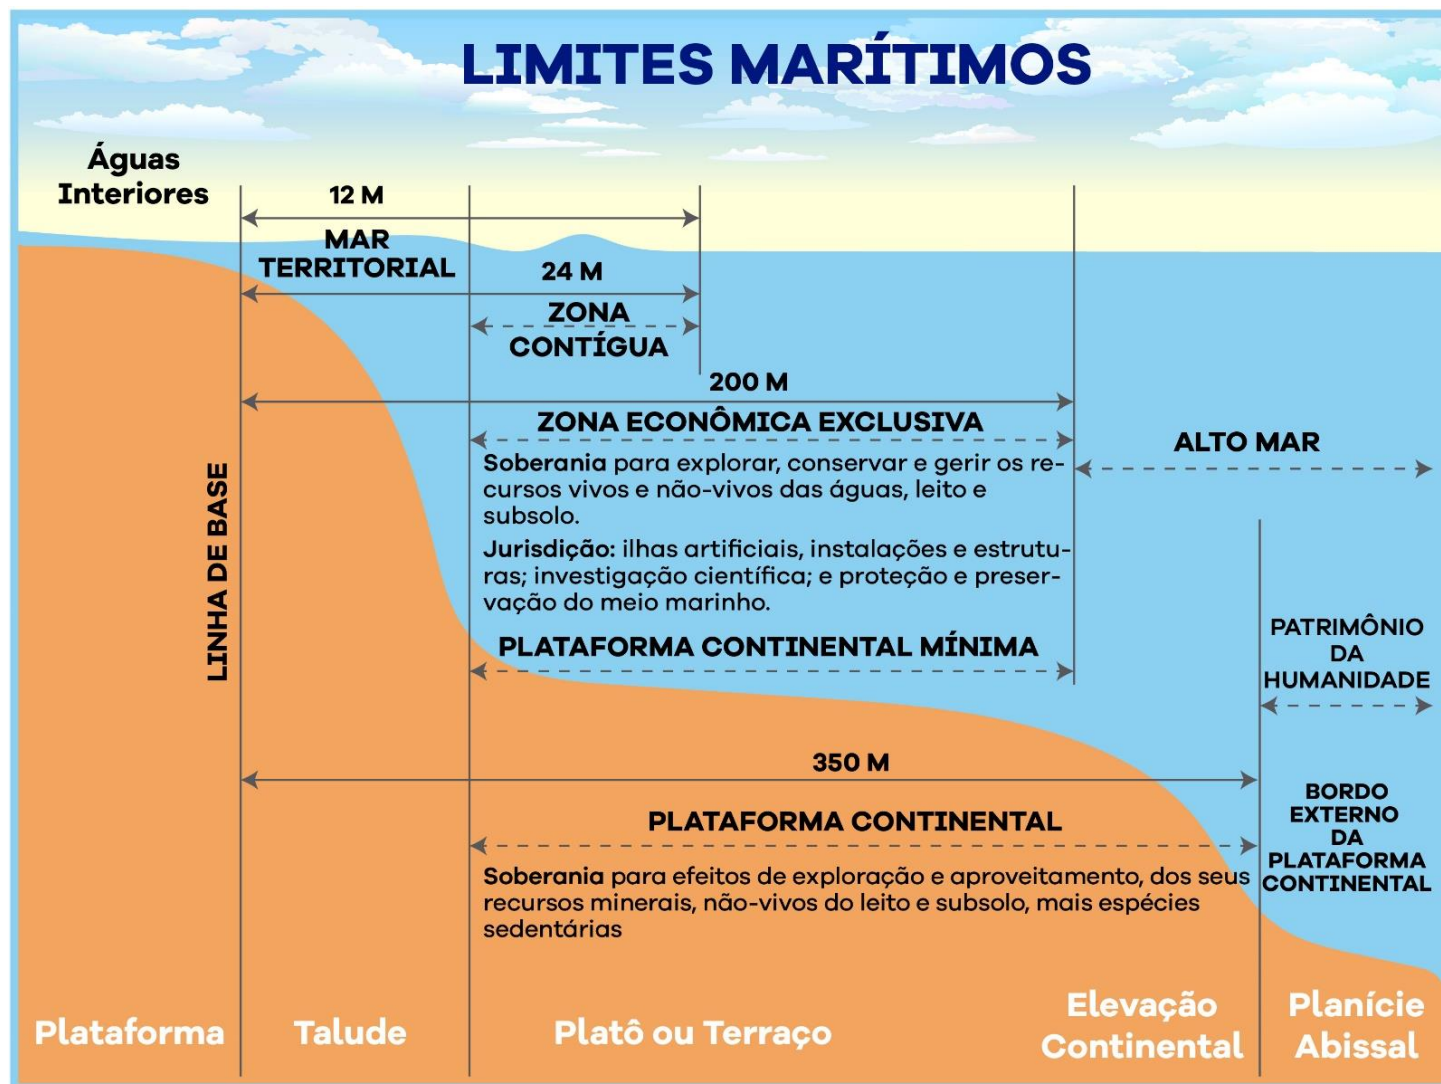 LIMITES MARÍTIMOS
Águas
Interiores
12 M
MAR
TERRITORIAL
24 M
ZONA
CONTÍGUA
200 M
ZONA ECONÔMICA EXCLUSIVA
Soberania para explorar, conservar e gerir os re-
cursos vivos e não-vivos das águas, leito e
subsolo.
Jurisdição: ilhas artificiais, instalações e estrutu-
ras; investigação científica; e proteção e preser-
vação do meio marinho.
ALTO MAR
LINHA DE BASE
PLATAFORMA CONTINENTAL MÍNIMA
PATRIMÔNIO
DA
HUMANIDADE
350 M
PLATAFORMA CONTINENTAL
Soberania para efeitos de exploração e aproveitamento, dos seus
recursos minerais, não-vivos do leito e subsolo, mais espécies
sedentárias
BORDO
EXTERNO
DA
PLATAFORMA
CONTINENTAL
Plataforma
Talude
Platô ou Terraço
Elevação
Continental
Planície
Abissal